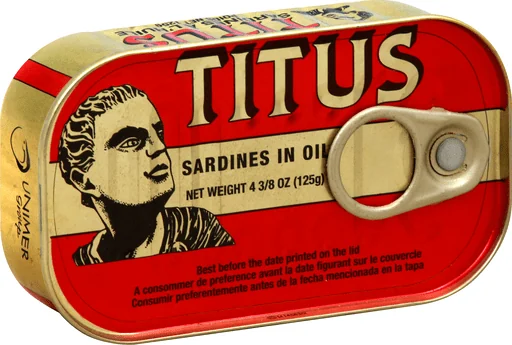 TITUS
TITUS
SARDINES IN OIL
NET WEIGHT 4 3/8 OZ (125g)
UNIMER
Group
Best before the date printed on the lid
A consommer de preference avant la date figurant sur le couvercle
Consumir preferentemente antes de la fecha mencionada en la tapa